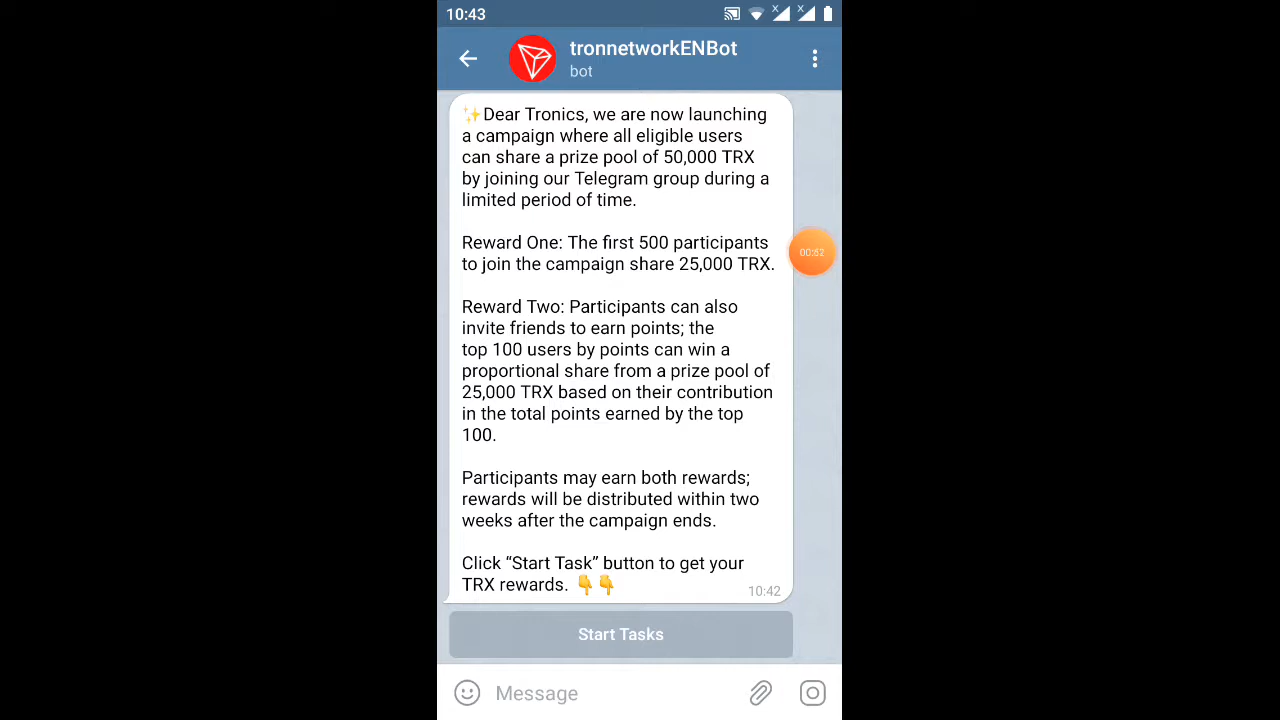 10:43
tronnetworkENBot
bot
✨Dear Tronics, we are now launching
a campaign where all eligible users
can share a prize pool of 50,000 TRX
by joining our Telegram group during a
limited period of time.
Reward One: The first 500 participants
to join the campaign share 25,000 TRX.
00:52
Reward Two: Participants can also
invite friends to earn points; the
top 100 users by points can win a
proportional share from a prize pool of
25,000 TRX based on their contribution
in the total points earned by the top
100.
Participants may earn both rewards;
rewards will be distributed within two
weeks after the campaign ends.
Click “Start Task” button to get your
TRX rewards. 👇👇
10:42
Start Tasks
Message